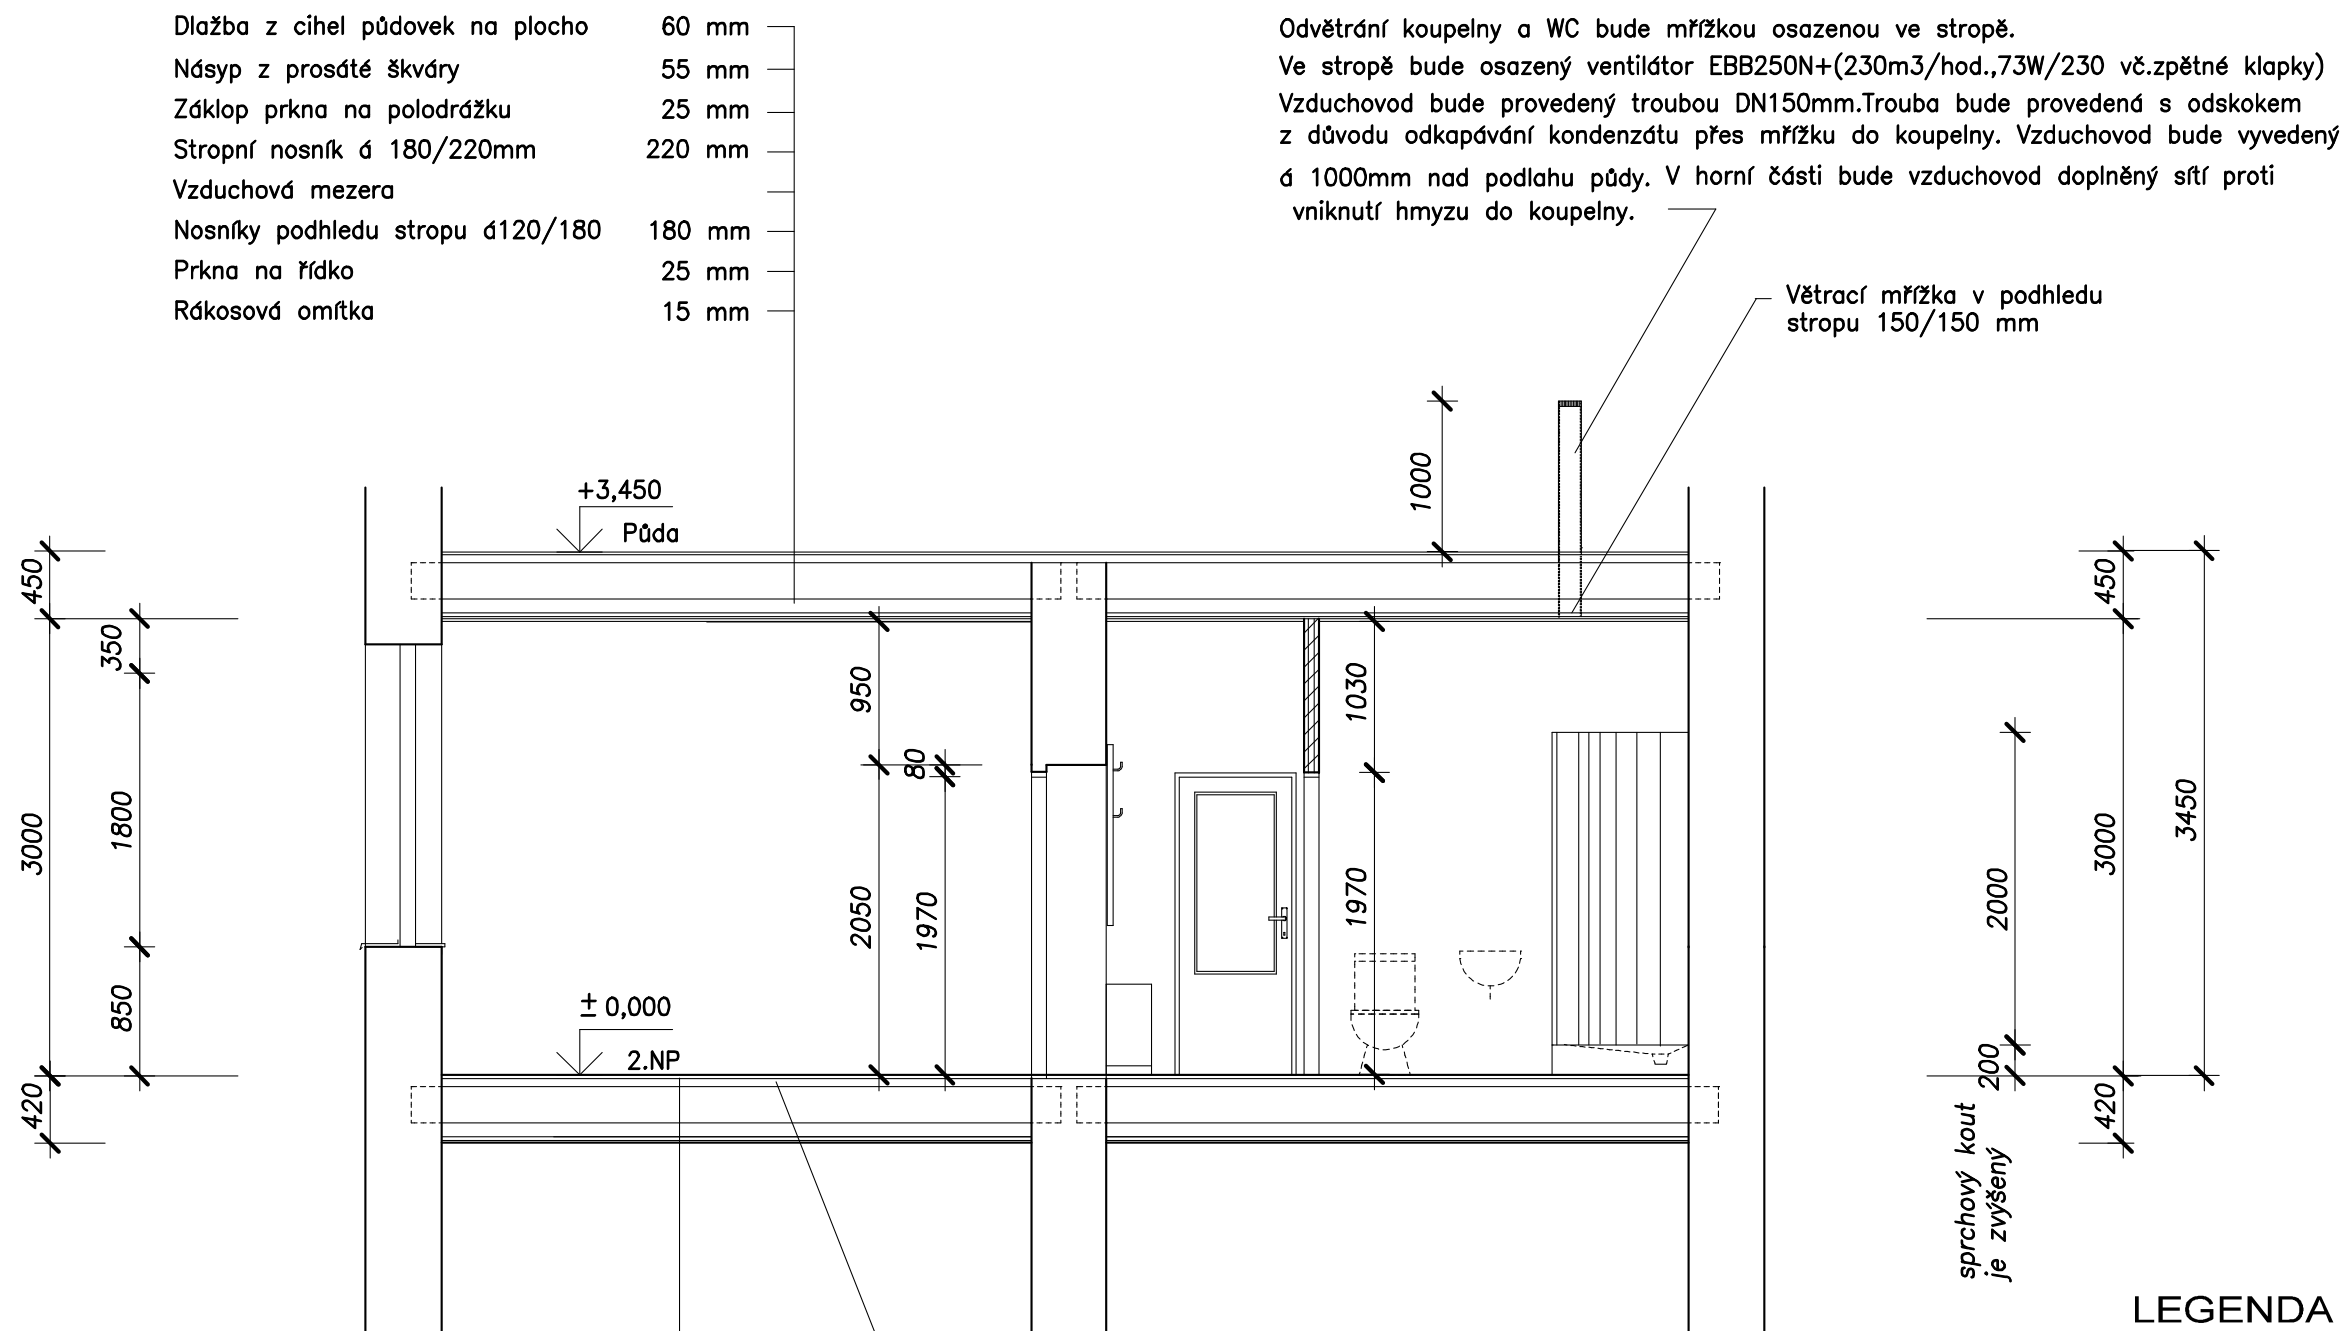 Dlažba z cihel půdovek na plocho 60 mm
Násyp z prosáté škváry 55 mm
Záklop prkna na polodrážku 25 mm
Stropní nosník á 180/220mm 220 mm
Vzduchová mezera
Nosníky podhledu stropu á120/180 180 mm
Prkna na řídko 25 mm
Rákosová omítka 15 mm
Odvětrání koupelny a WC bude mřížkou osazenou ve stropě.
Ve stropě bude osazený ventilátor EBB250N+(230m3/hod.,73W/230 vč.zpětné klapky)
Vzduchovod bude provedený troubou DN150mm.Trouba bude provedená s odskokem
z důvodu odkapávání kondenzátu přes mřížku do koupelny. Vzduchovod bude vyvedený
á 1000mm nad podlahu půdy. V horní části bude vzduchovod doplněný sítí proti
vniknutí hmyzu do koupelny.
Větrací mřížka v podhledu
stropu 150/150 mm
+3,450
Půda
1000
450
350
3000
1800
850
420
950
80
2050
1970
1030
1970
± 0,000
2.NP
450
3000
3450
2000
200
420
sprchový kout
je zvýšený
LEGENDA